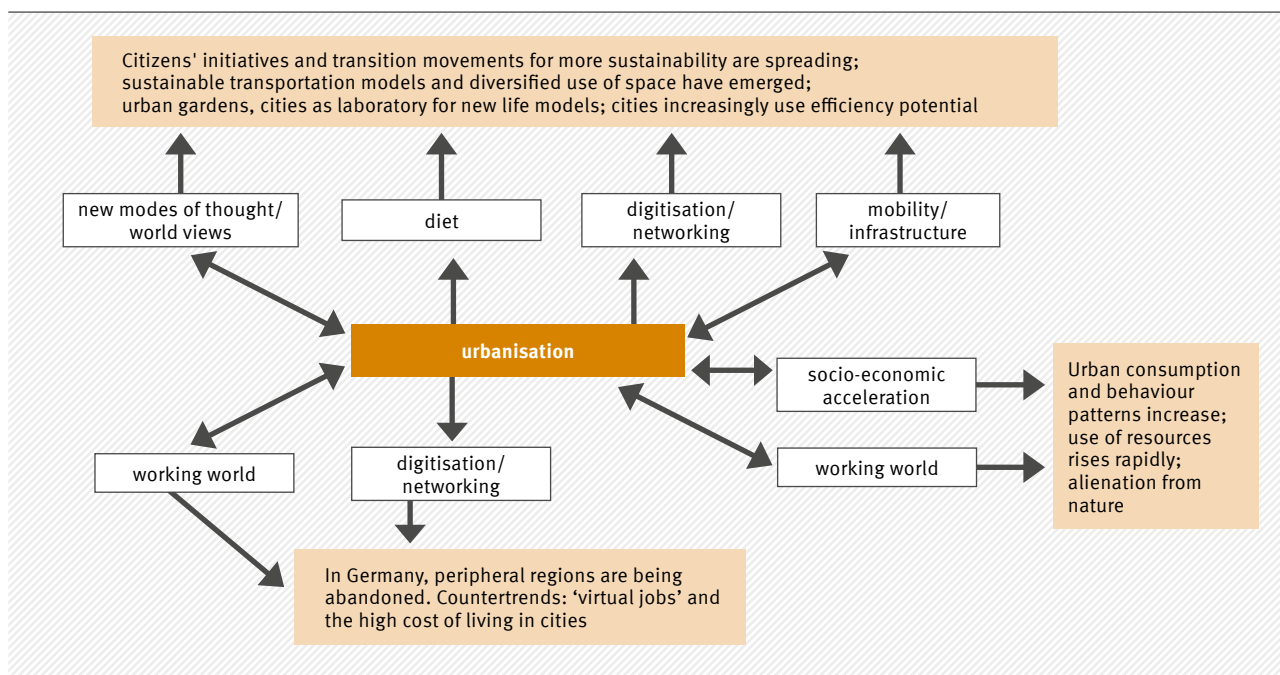 Citizens' initiatives and transition movements for more sustainability are spreading;
sustainable transportation models and diversified use of space have emerged;
urban gardens, cities as laboratory for new life models; cities increasingly use efficiency potential
new modes of thought/
world views
diet
digitisation/
networking
mobility/
infrastructure
urbanisation
socio-economic
acceleration
Urban consumption
and behaviour
patterns increase;
use of resources
rises rapidly;
alienation from
nature
working world
digitisation/
networking
working world
In Germany, peripheral regions are being
abandoned. Countertrends: ‘virtual jobs’ and
the high cost of living in cities